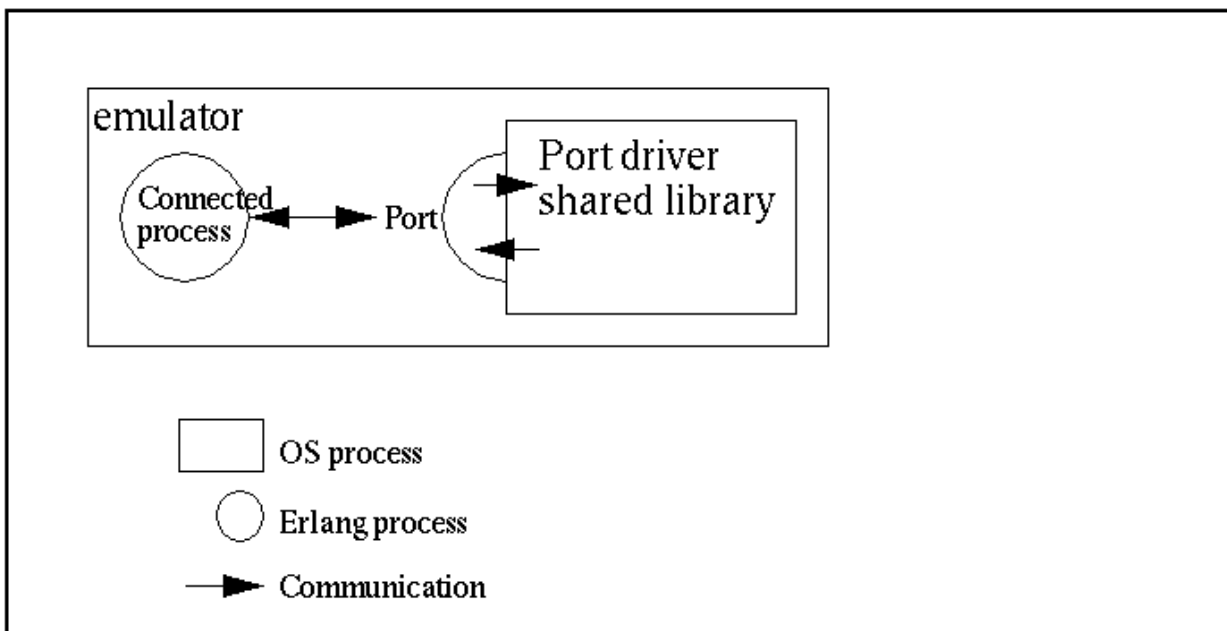 emulator
Connected
process
Port
Port driver
shared library
OS process
Erlang process
Communication